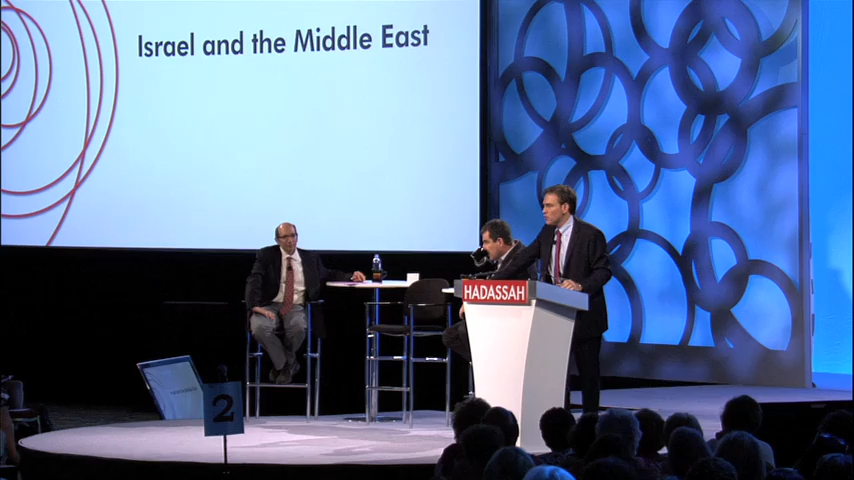 Israel and the Middle East
HADASSAH
2